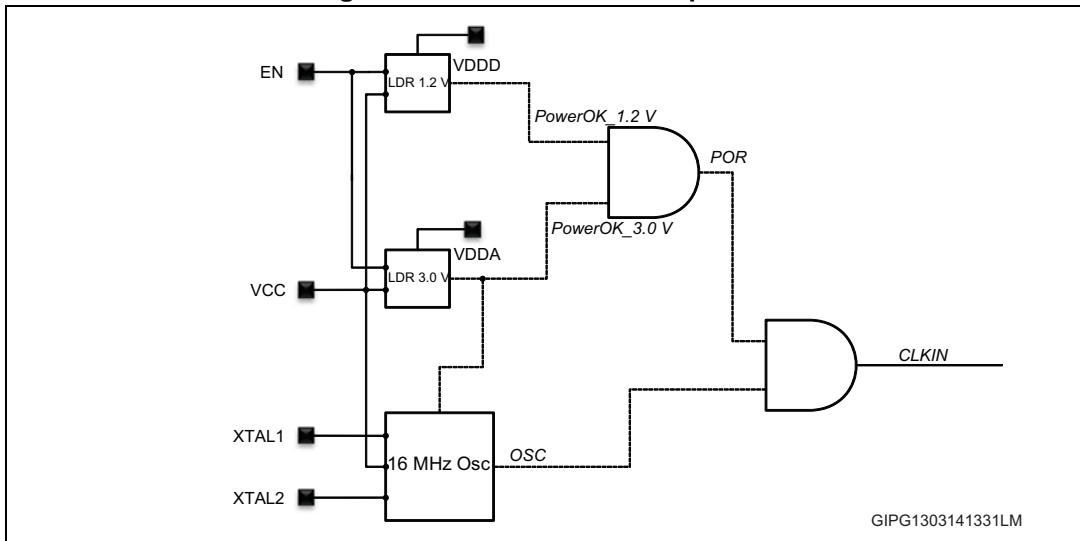 EN
LDR 1.2 V
VDDD
PowerOK_1.2 V
POR
PowerOK_3.0 V
VDDA
LDR 3.0 V
VCC
CLKIN
XTAL1
16 MHz Osc
OSC
XTAL2
GIPG1303141331LM